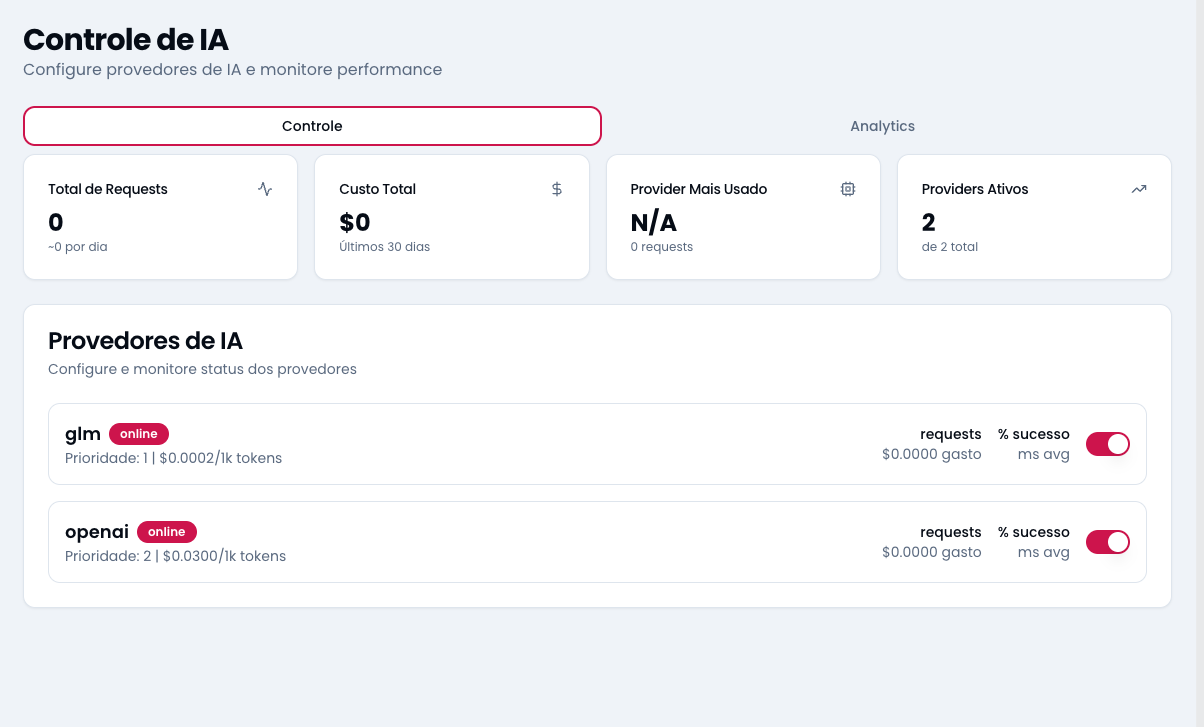 Controle de IA
Configure provedores de IA e monitore performance
Controle
Analytics
Total de Requests
0
~0 por dia
Custo Total
$0
Últimos 30 dias
Provider Mais Usado
N/A
0 requests
Providers Ativos
2
de 2 total
Provedores de IA
Configure e monitore status dos provedores
glm online
Prioridade: 1 | $0.0002/1k tokens
requests
$0.0000 gasto
% sucesso
ms avg
openai online
Prioridade: 2 | $0.0300/1k tokens
requests
$0.0000 gasto
% sucesso
ms avg